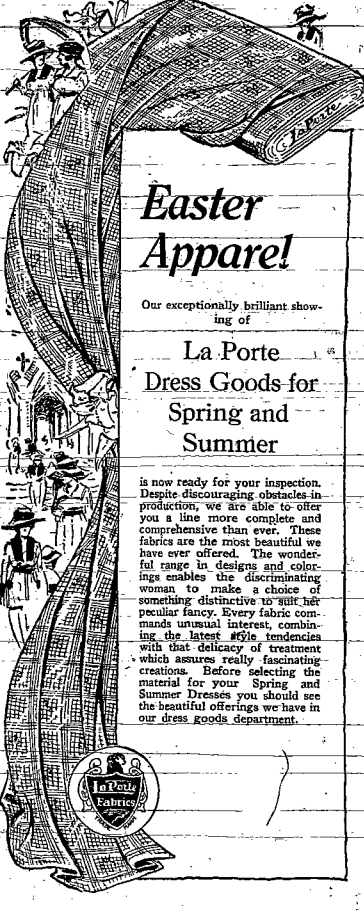 La Porte
Easter
Apparel
Our exceptionally brilliant show-
ing of
La Porte
Dress Goods for
Spring and
Summer
is now ready for your inspection.
Despite discouraging obstacles in
production, we are able to offer
you a line more complete and
comprehensive than ever. These
fabrics are the most beautiful we
have ever offered. The wonder-
ful range in designs and color-
ings enables the discriminating
woman to make a choice of
something distinctive to suit her
peculiar fancy. Every fabric com-
mands unusual interest, combin-
ing the latest style tendencies
with that delicacy of treatment
which assures really fascinating
creations. Before selecting the
material for your Spring and
Summer Dresses you should see
the beautiful offerings we have in
our dress goods department.
La Porte
Fabrics